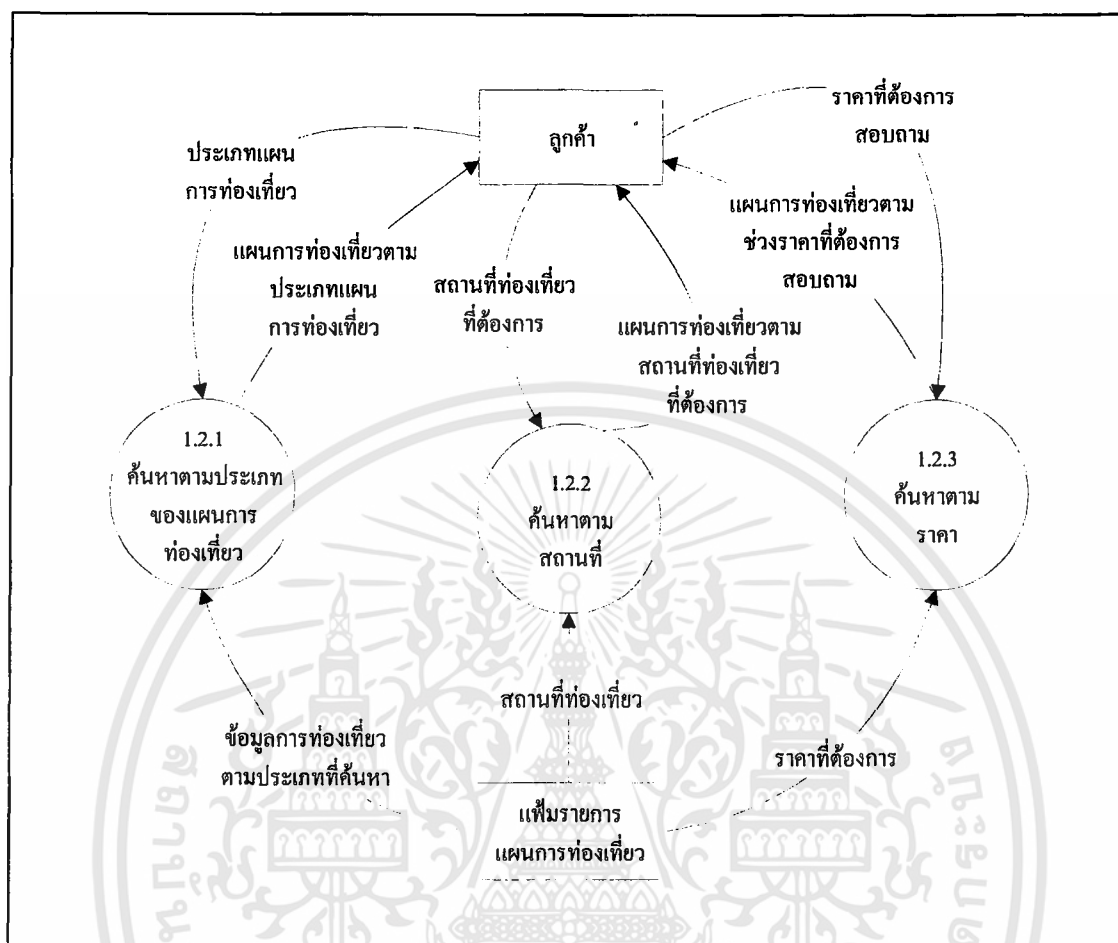 ลูกค้า
ราคาที่ต้องการ
สอบถาม
ประเภทแผน
การท่องเที่ยว
แผนการท่องเที่ยวตาม
ประเภทแผน
การท่องเที่ยว
สถานที่ท่องเที่ยว
ที่ต้องการ
แผนการท่องเที่ยวตาม
สถานที่ท่องเที่ยว
ที่ต้องการ
แผนการท่องเที่ยวตาม
ช่วงราคาที่ต้องการ
สอบถาม
1.2.1
ค้นหาตามประเภท
ของแผนการ
ท่องเที่ยว
1.2.2
ค้นหาตาม
สถานที่
1.2.3
ค้นหาตาม
ราคา
ข้อมูลการท่องเที่ยว
ตามประเภทที่ค้นหา
สถานที่ท่องเที่ยว
ราคาที่ต้องการ
แฟ้มรายการ
แผนการท่องเที่ยว